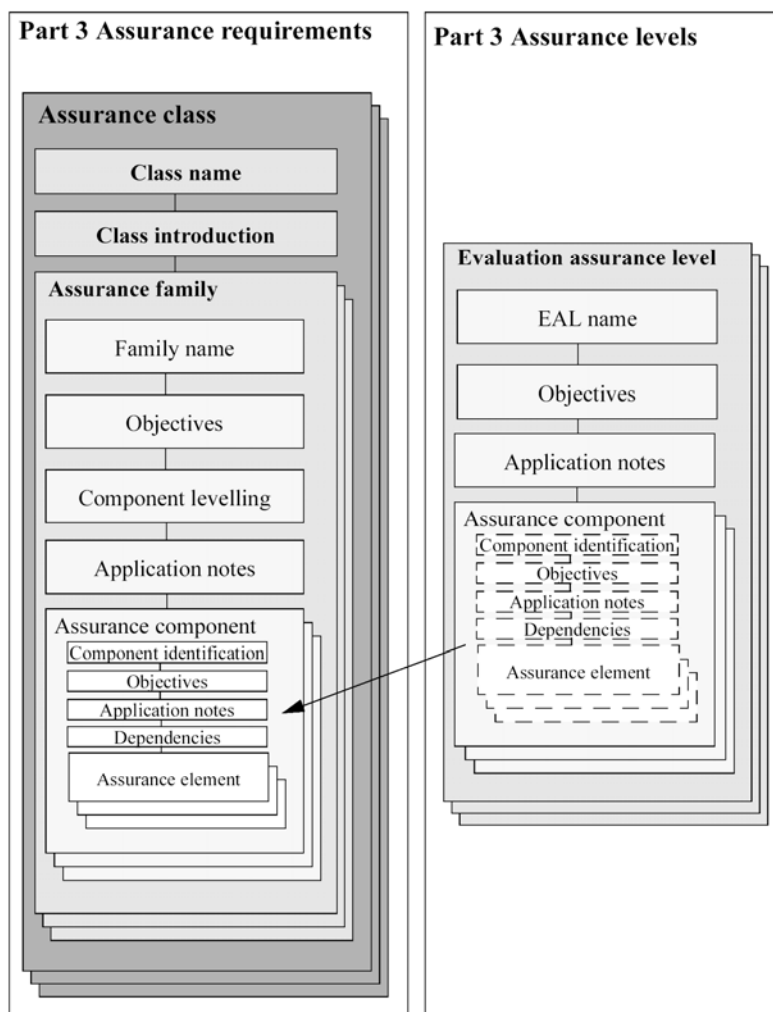 Part 3 Assurance requirements
Assurance class
Class name
Class introduction
Assurance family
Family name
Objectives
Component levelling
Application notes
Assurance component
Component identification
Objectives
Application notes
Dependencies
Assurance element
Part 3 Assurance levels
Evaluation assurance level
EAL name
Objectives
Application notes
Assurance component
Component identification
Objectives
Application notes
Dependencies
Assurance element